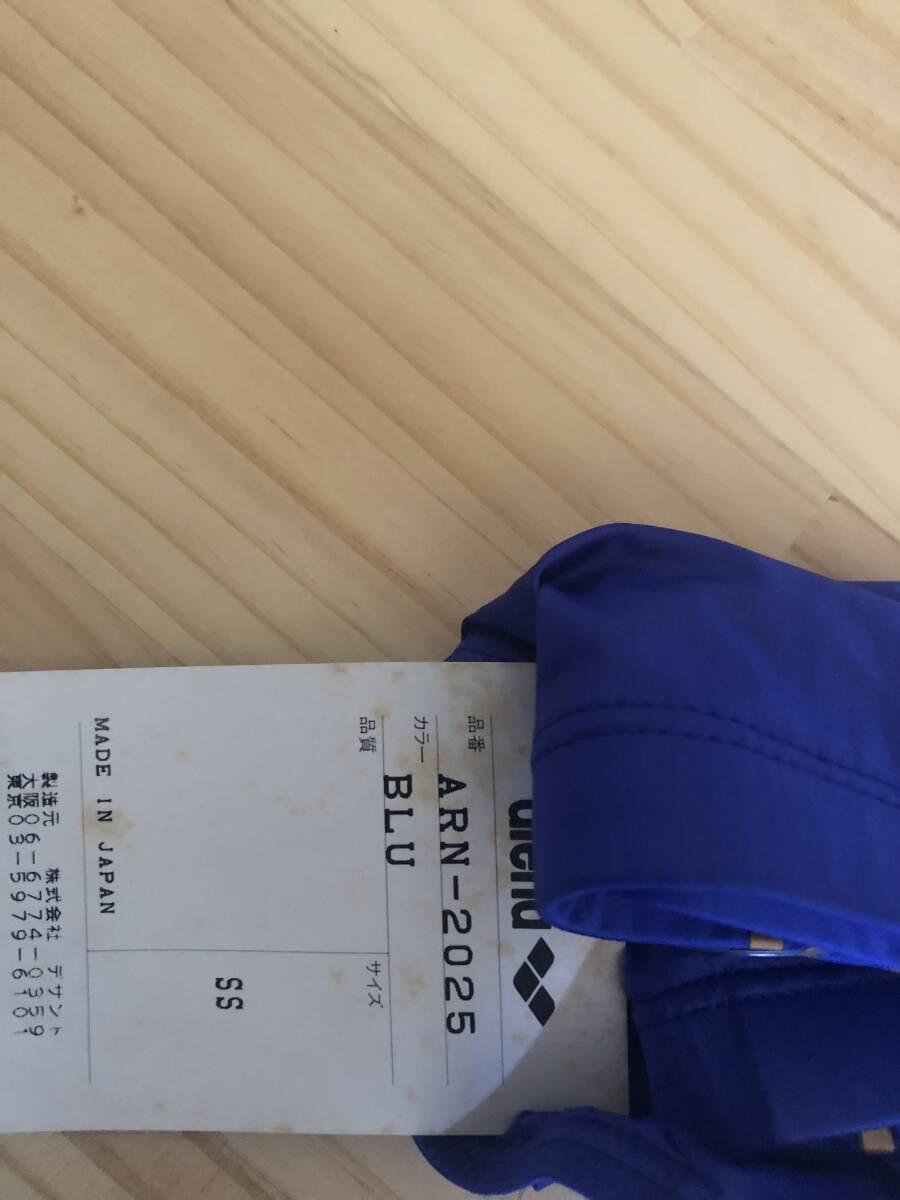 arena
品番 ARN-2025
カラー BLU
品質
サイズ
SS
MADE IN JAPAN
製造元 株式会社 デサント
大阪06-6774-0359
東京03-5979-6101